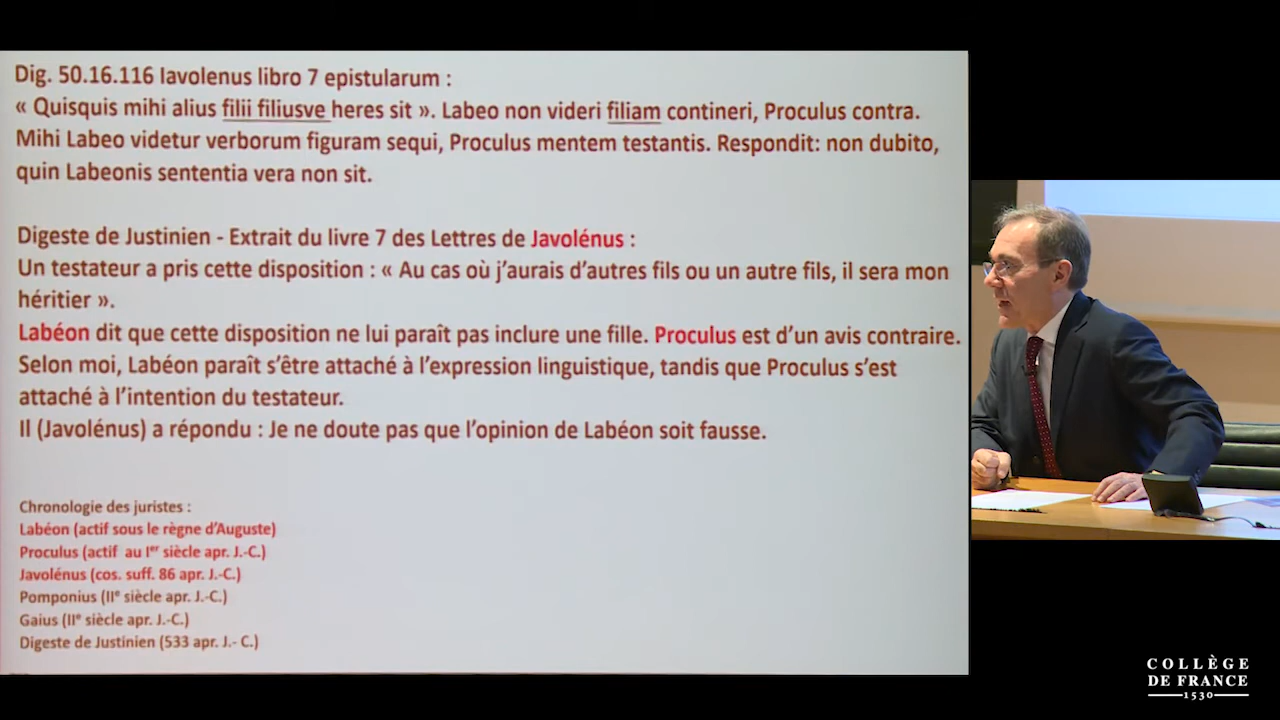 Dig. 50.16.116 Iavolenus libro 7 epistularum :
« Quisquis mihi alius filii filiusve heres sit ». Labeo non videri filiam contineri, Proculus contra.
Mihi Labeo videtur verborum figuram sequi, Proculus mentem testantis. Respondit: non dubito,
quin Labeonis sententia vera non sit.
Digeste de Justinien - Extrait du livre 7 des Lettres de Javolénus :
Un testateur a pris cette disposition : « Au cas où j’aurais d’autres fils ou un autre fils, il sera mon
héritier ».
Labéon dit que cette disposition ne lui paraît pas inclure une fille. Proculus est d’un avis contraire.
Selon moi, Labéon paraît s’être attaché à l’expression linguistique, tandis que Proculus s’est
attaché à l’intention du testateur.
Il (Javolénus) a répondu : Je ne doute pas que l’opinion de Labéon soit fausse.
Chronologie des juristes :
Labéon (actif sous le règne d’Auguste)
Proculus (actif au Ier siècle apr. J.-C.)
Javolénus (cos. suff. 86 apr. J.-C.)
Pomponius (IIe siècle apr. J.-C.)
Gaius (IIe siècle apr. J.-C.)
Digeste de Justinien (533 apr. J.- C.)
COLLÈGE
DE FRANCE
1530